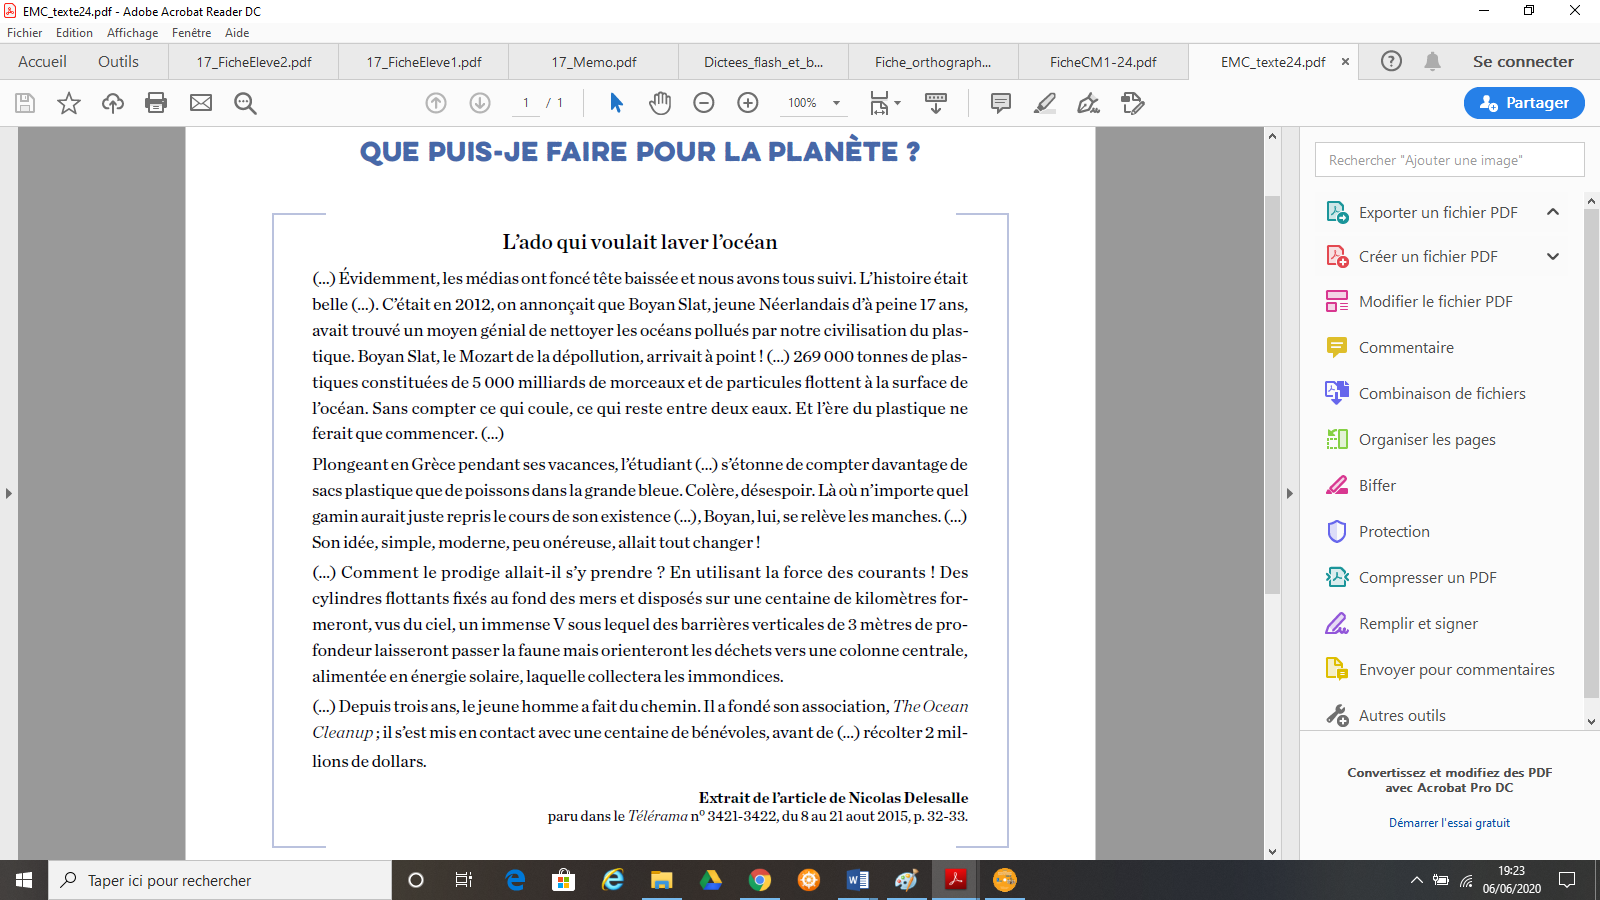 EMC_texte24.pdf - Adobe Acrobat Reader DC
Fichier Edition Affichage Fenêtre Aide
Accueil Outils 17_FicheEleve2.pdf 17_FicheEleve1.pdf 17_Memo.pdf Dictees_flash_et_b... Fiche_orthograph... FicheCM1-24.pdf EMC_texte24.pdf × Se connecter
1 / 1 100% Partager
QUE PUIS-JE FAIRE POUR LA PLANÈTE ?
L’ado qui voulait laver l’océan
(...) Évidemment, les médias ont foncé tête baissée et nous avons tous suivi. L’histoire était
belle (...). C’était en 2012, on annonçait que Boyan Slat, jeune Néerlandais d’à peine 17 ans,
avait trouvé un moyen génial de nettoyer les océans pollués par notre civilisation du plas-
tique. Boyan Slat, le Mozart de la dépollution, arrivait à point ! (...) 269 000 tonnes de plas-
tiques constituées de 5 000 milliards de morceaux et de particules flottent à la surface de
l’océan. Sans compter ce qui coule, ce qui reste entre deux eaux. Et l’ère du plastique ne
ferait que commencer. (...)
Plongeant en Grèce pendant ses vacances, l’étudiant (...) s’étonne de compter davantage de
sacs plastique que de poissons dans la grande bleue. Colère, désespoir. Là où n’importe quel
gamin aurait juste repris le cours de son existence (...), Boyan, lui, se relève les manches. (...)
Son idée, simple, moderne, peu onéreuse, allait tout changer !
(...) Comment le prodige allait-il s’y prendre ? En utilisant la force des courants ! Des
cylindres flottants fixés au fond des mers et disposés sur une centaine de kilomètres for-
meront, vus du ciel, un immense V sous lequel des barrières verticales de 3 mètres de pro-
fondeur laisseront passer la faune mais orienteront les déchets vers une colonne centrale,
alimentée en énergie solaire, laquelle collectera les immondices.
(...) Depuis trois ans, le jeune homme a fait du chemin. Il a fondé son association, The Ocean
Cleanup ; il s’est mis en contact avec une centaine de bénévoles, avant de (...) récolter 2 mil-
lions de dollars.
Extrait de l’article de Nicolas Delesalle
paru dans le Télérama nº 3421-3422, du 8 au 21 aout 2015, p. 32-33.
Rechercher "Ajouter une image"
Exporter un fichier PDF
Créer un fichier PDF
Modifier le fichier PDF
Commentaire
Combinaison de fichiers
Organiser les pages
Biffer
Protection
Compresser un PDF
Remplir et signer
Envoyer pour commentaires
Autres outils
Convertissez et modifiez des PDF
avec Acrobat Pro DC
Démarrer l'essai gratuit
Taper ici pour rechercher
19:23
06/06/2020